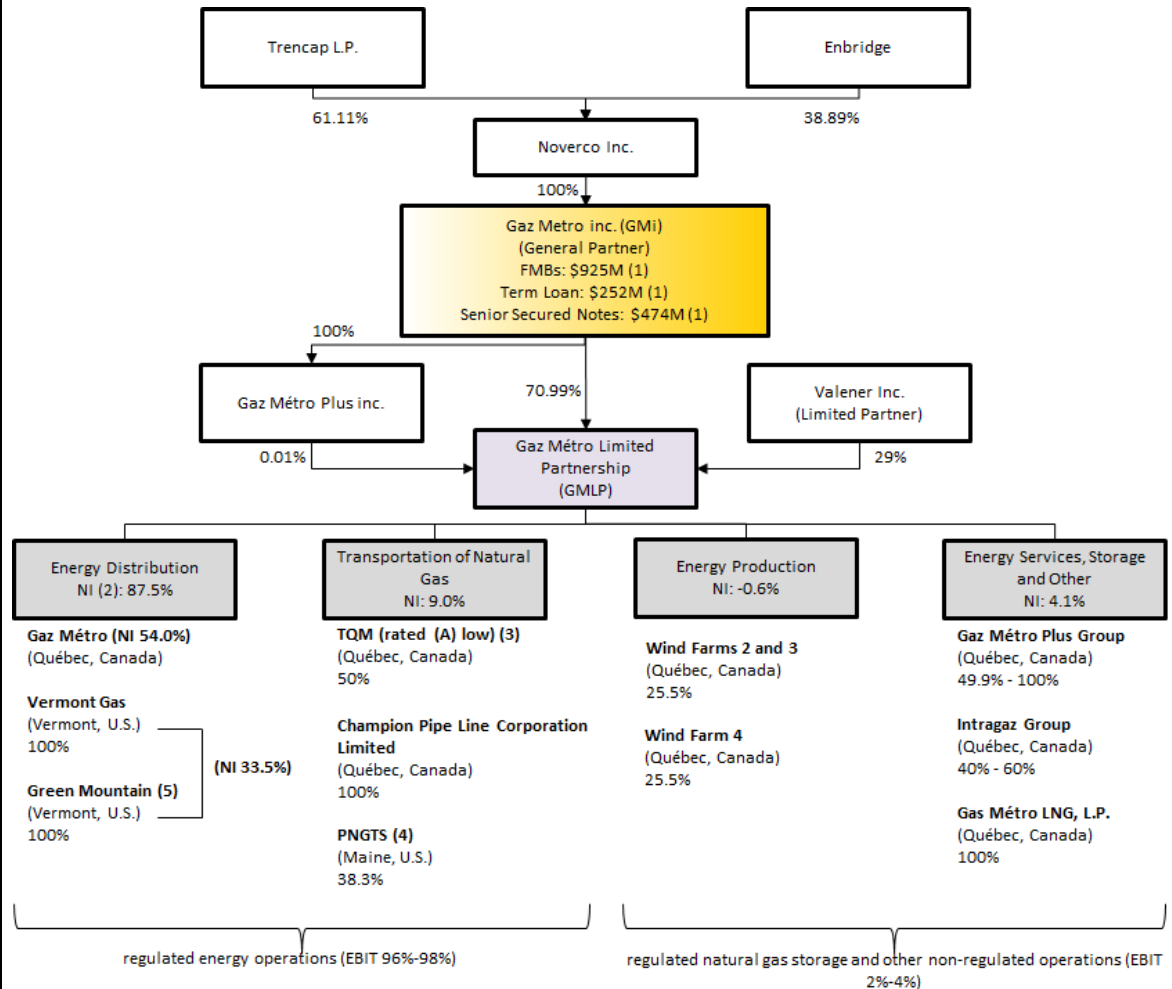 Trencap L.P.
Enbridge
61.11%
38.89%
Noverco Inc.
100%
Gaz Metro inc. (GMi)
(General Partner)
FMBs: $925M (1)
Term Loan: $252M (1)
Senior Secured Notes: $474M (1)
100%
70.99%
Gaz Métro Plus inc.
Valener Inc.
(Limited Partner)
0.01%
29%
Gaz Métro Limited
Partnership
(GMLP)
Energy Distribution
NI (2): 87.5%
Gaz Métro (NI 54.0%)
(Québec, Canada)
Vermont Gas
(Vermont, U.S.)
100%
(NI 33.5%)
Green Mountain (5)
(Vermont, U.S.)
100%
Transportation of Natural
Gas
NI: 9.0%
TQM (rated (A) low) (3)
(Québec, Canada)
50%
Champion Pipe Line Corporation
Limited
(Québec, Canada)
100%
PNGTS (4)
(Maine, U.S.)
38.3%
Energy Production
NI: -0.6%
Wind Farms 2 and 3
(Québec, Canada)
25.5%
Wind Farm 4
(Québec, Canada)
25.5%
Energy Services, Storage
and Other
NI: 4.1%
Gaz Métro Plus Group
(Québec, Canada)
49.9% - 100%
Intragaz Group
(Québec, Canada)
40% - 60%
Gas Métro LNG, L.P.
(Québec, Canada)
100%
regulated energy operations (EBIT 96%-98%)
regulated natural gas storage and other non-regulated operations (EBIT
2%-4%)